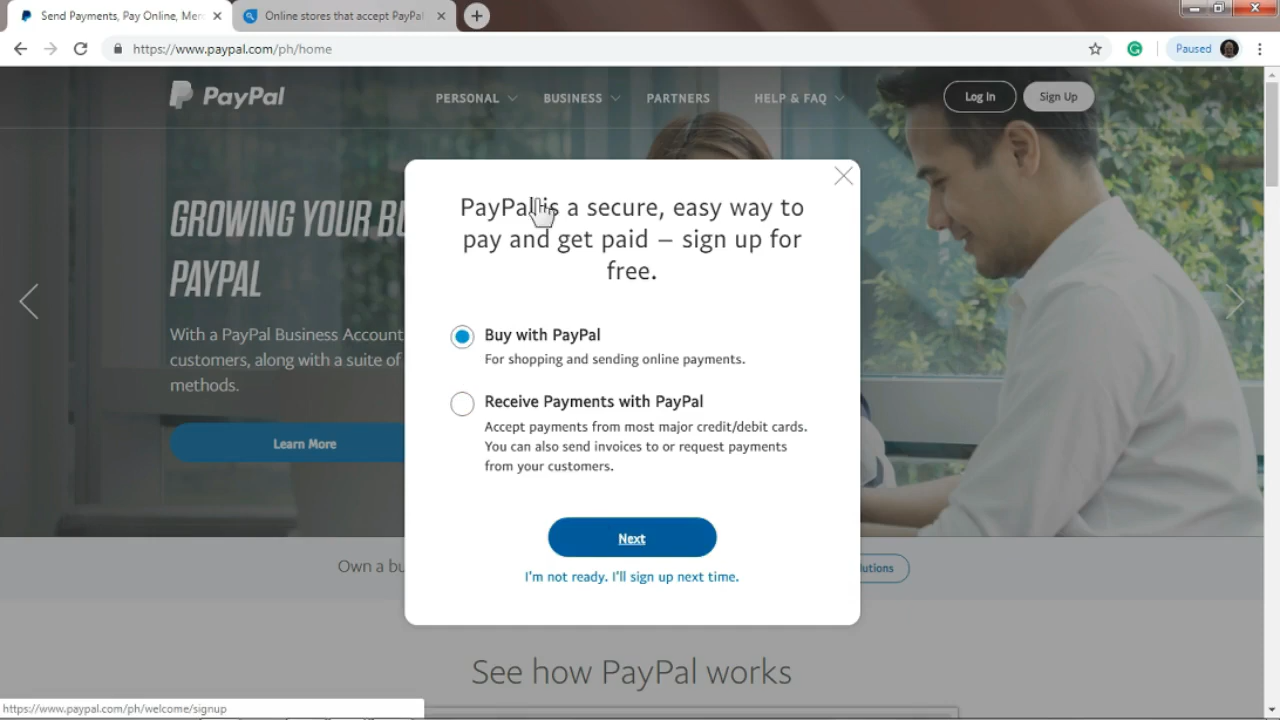 Send Payments, Pay Online, Mer
Online stores that accept PayPal
https://www.paypal.com/ph/home
Paused
PayPal
PERSONAL
BUSINESS
PARTNERS
HELP & FAQ
Log In
Sign Up
GROWING YOUR BU
PAYPAL
With a PayPal Business Account
customers, along with a suite of
methods.
Learn More
PayPal is a secure, easy way to
pay and get paid – sign up for
free.
Buy with PayPal
For shopping and sending online payments.
Receive Payments with PayPal
Accept payments from most major credit/debit cards.
You can also send invoices to or request payments
from your customers.
Next
I'm not ready. I'll sign up next time.
Own a bu
lutions
See how PayPal works
https://www.paypal.com/ph/welcome/signup